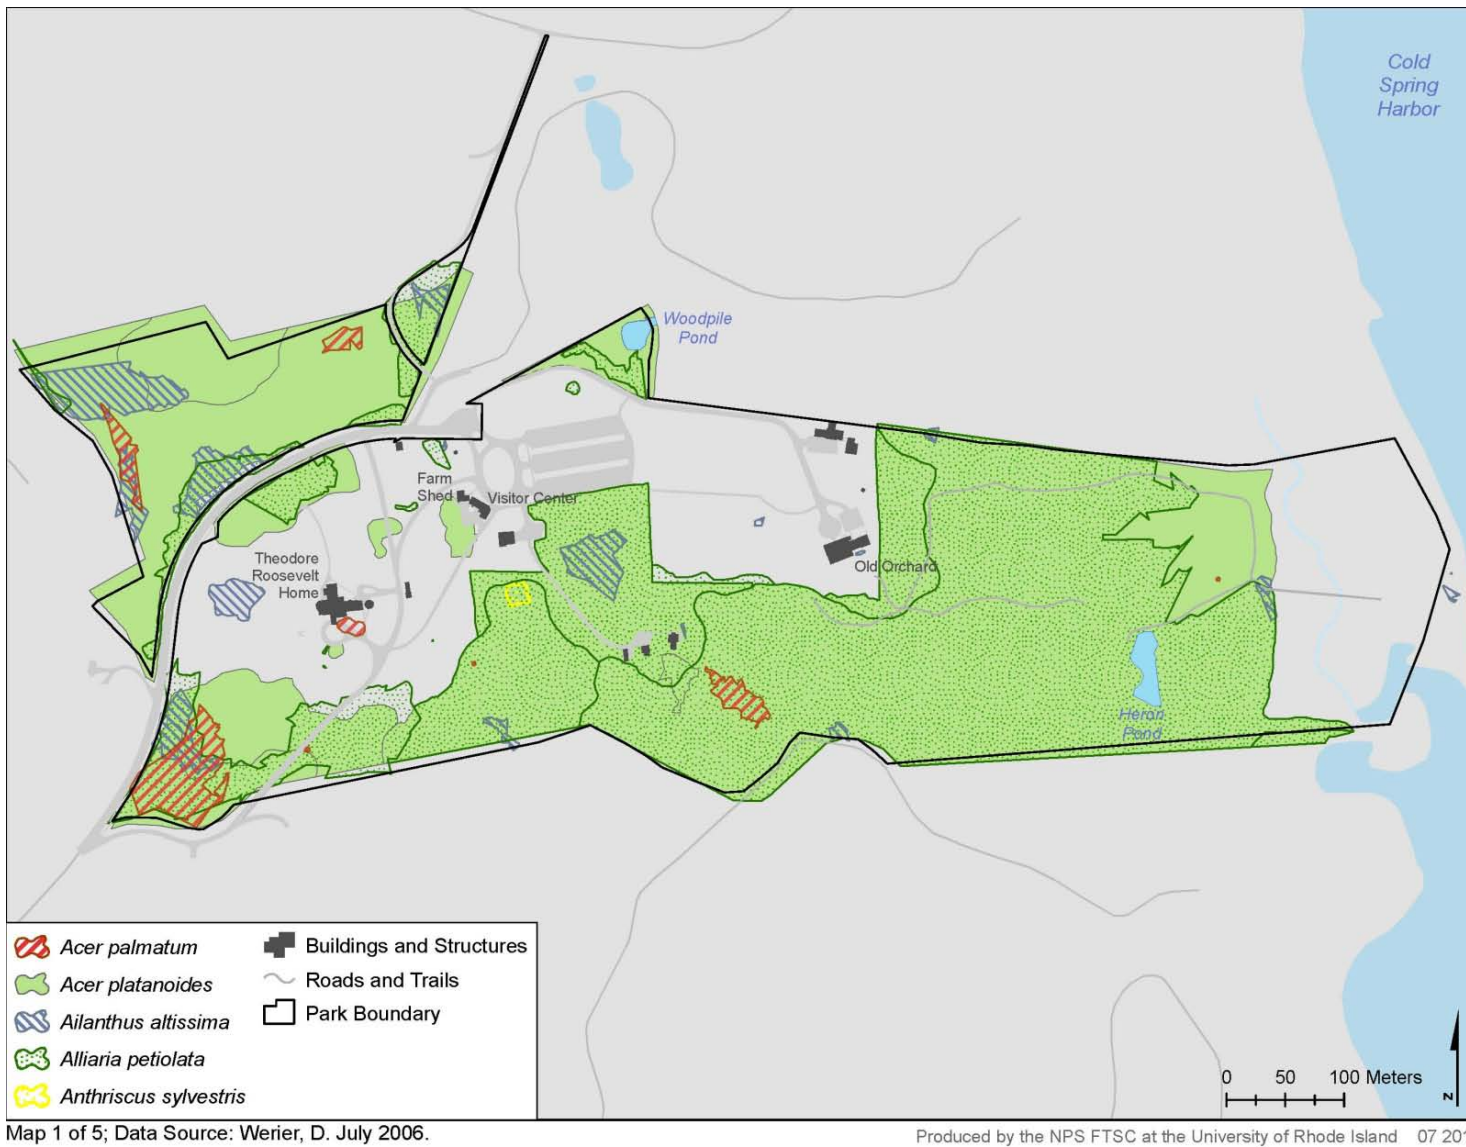 Cold
Spring
Harbor
Woodpile
Pond
Farm
Shed
Visitor Center
Theodore
Roosevelt
Home
Old Orchard
Heron
Pond
Acer palmatum
Acer platanoides
Ailanthus altissima
Alliaria petiolata
Anthriscus sylvestris
Buildings and Structures
Roads and Trails
Park Boundary
0 50 100 Meters
N
Map 1 of 5; Data Source: Werier, D. July 2006.
Produced by the NPS FTSC at the University of Rhode Island 07 201